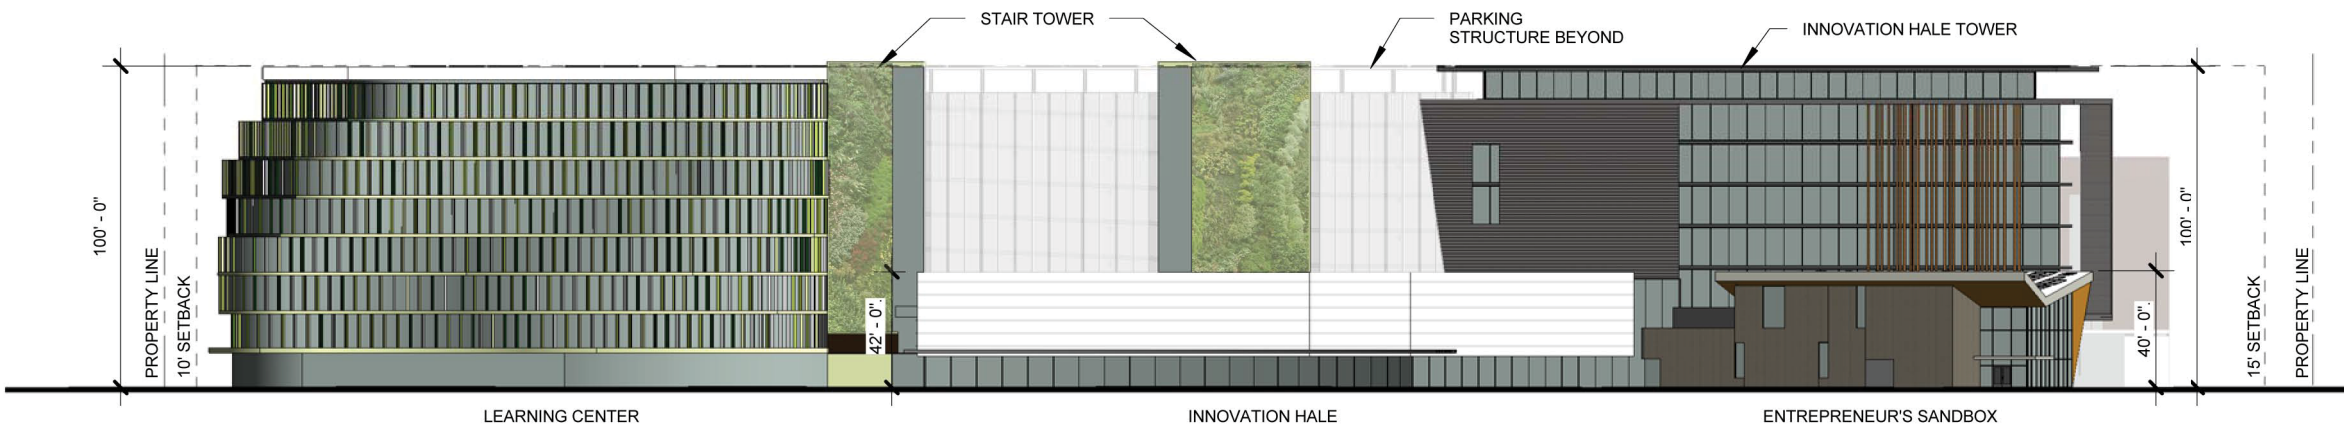 STAIR TOWER
PARKING
STRUCTURE BEYOND
INNOVATION HALE TOWER
100' - 0"
PROPERTY LINE
10' SETBACK
42' - 0".
40' - 0".
100' - 0"
15' SETBACK
PROPERTY LINE
LEARNING CENTER
INNOVATION HALE
ENTREPRENEUR'S SANDBOX